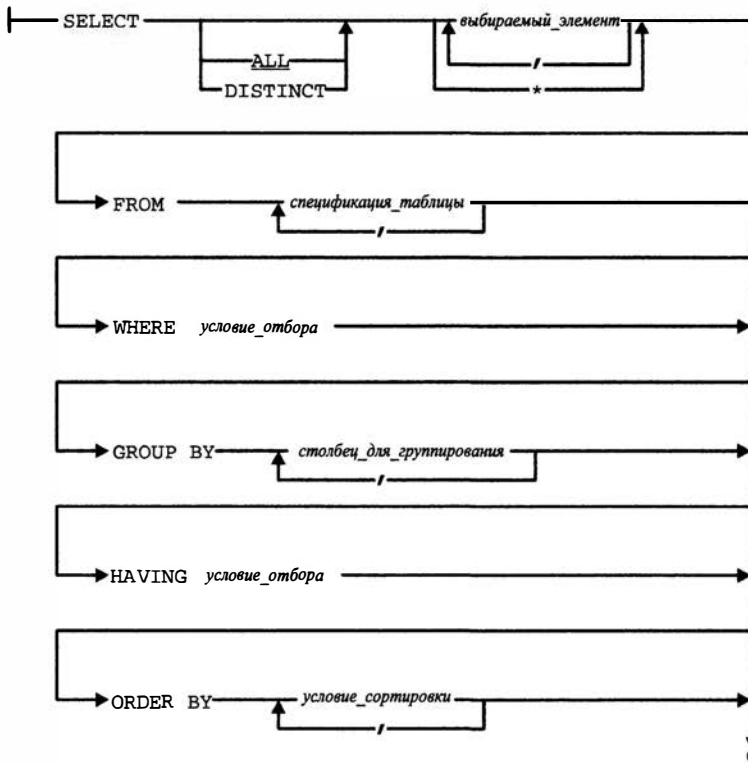 SELECT выбираемый_элемент
ALL ,
DISTINCT *
FROM спецификация_таблицы
,
WHERE условие_отбора
GROUP BY столбец_для_группирования
,
HAVING условие_отбора
ORDER BY условие_сортировки
,